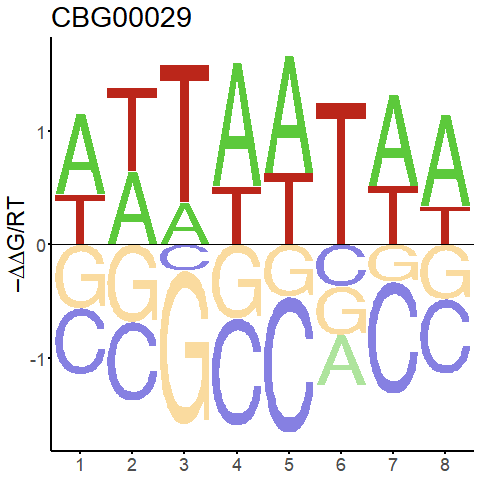 CBG00029
−ΔΔG/RT
1
0
-1
A T T A A T A A
T A A T T T T
G G C G G C G G
C C G C C G C C
A
1 2 3 4 5 6 7 8